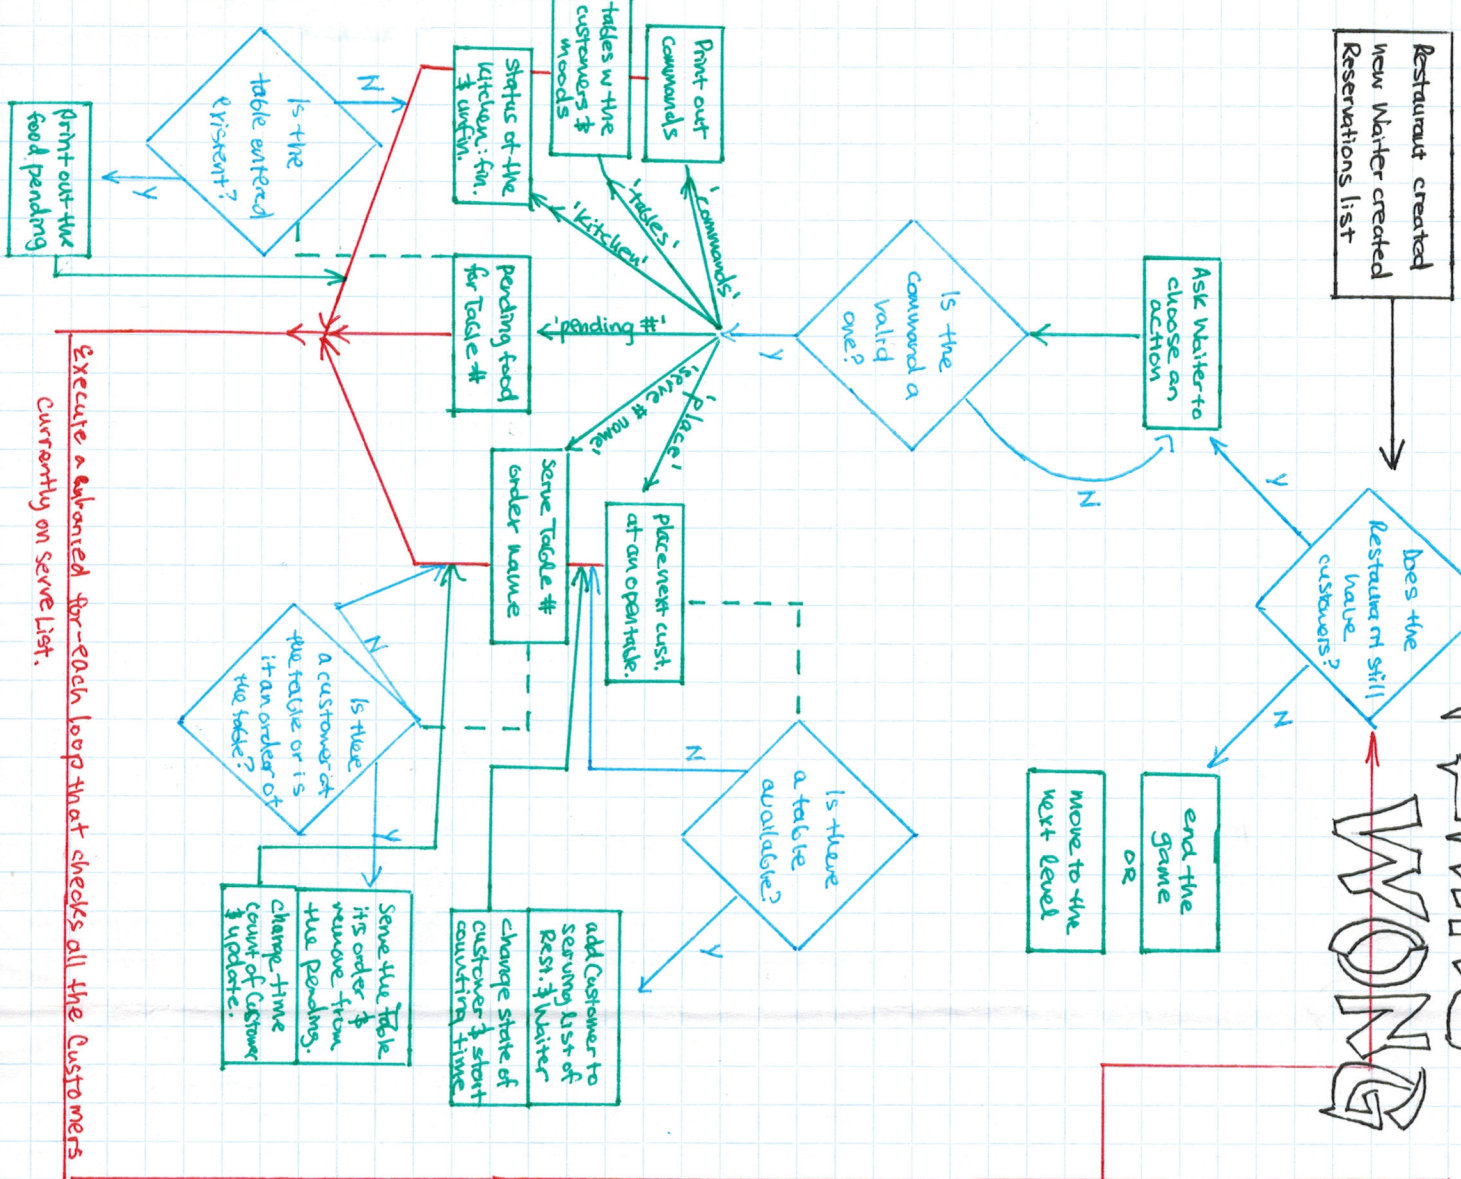 WONG
Restaurant created
new Waiter created
Reservations list
Does the
Restaurant still
have
customers?
Y
N
Ask Waiter to
choose an
action
end the
game
OR
move to the
next level
Is the
command a
valid
one?
N
Y
'commands'
'tables'
'kitchen'
'pending #'
'serve # name'
'place'
Print out
commands
tables w the
customers &
moods
Status of the
kitchen: fin.
& unfin.
pending food
for Table #
serve Table #
order name
place next cust.
at an open table.
Is there
a table
available?
N
Y
add Customer to
serving list of
Rest. & Waiter
change state of
customer & start
counting time
Is there
a customer at
the table or is
it an order of
the table?
N
Y
Serve the Table
its order &
remove from
the pending.
Change time
count of Customer
& update.
Is the
table entered
existent?
N
Y
print out the
food pending
Execute a for-each loop that checks all the Customers
currently on serve List.